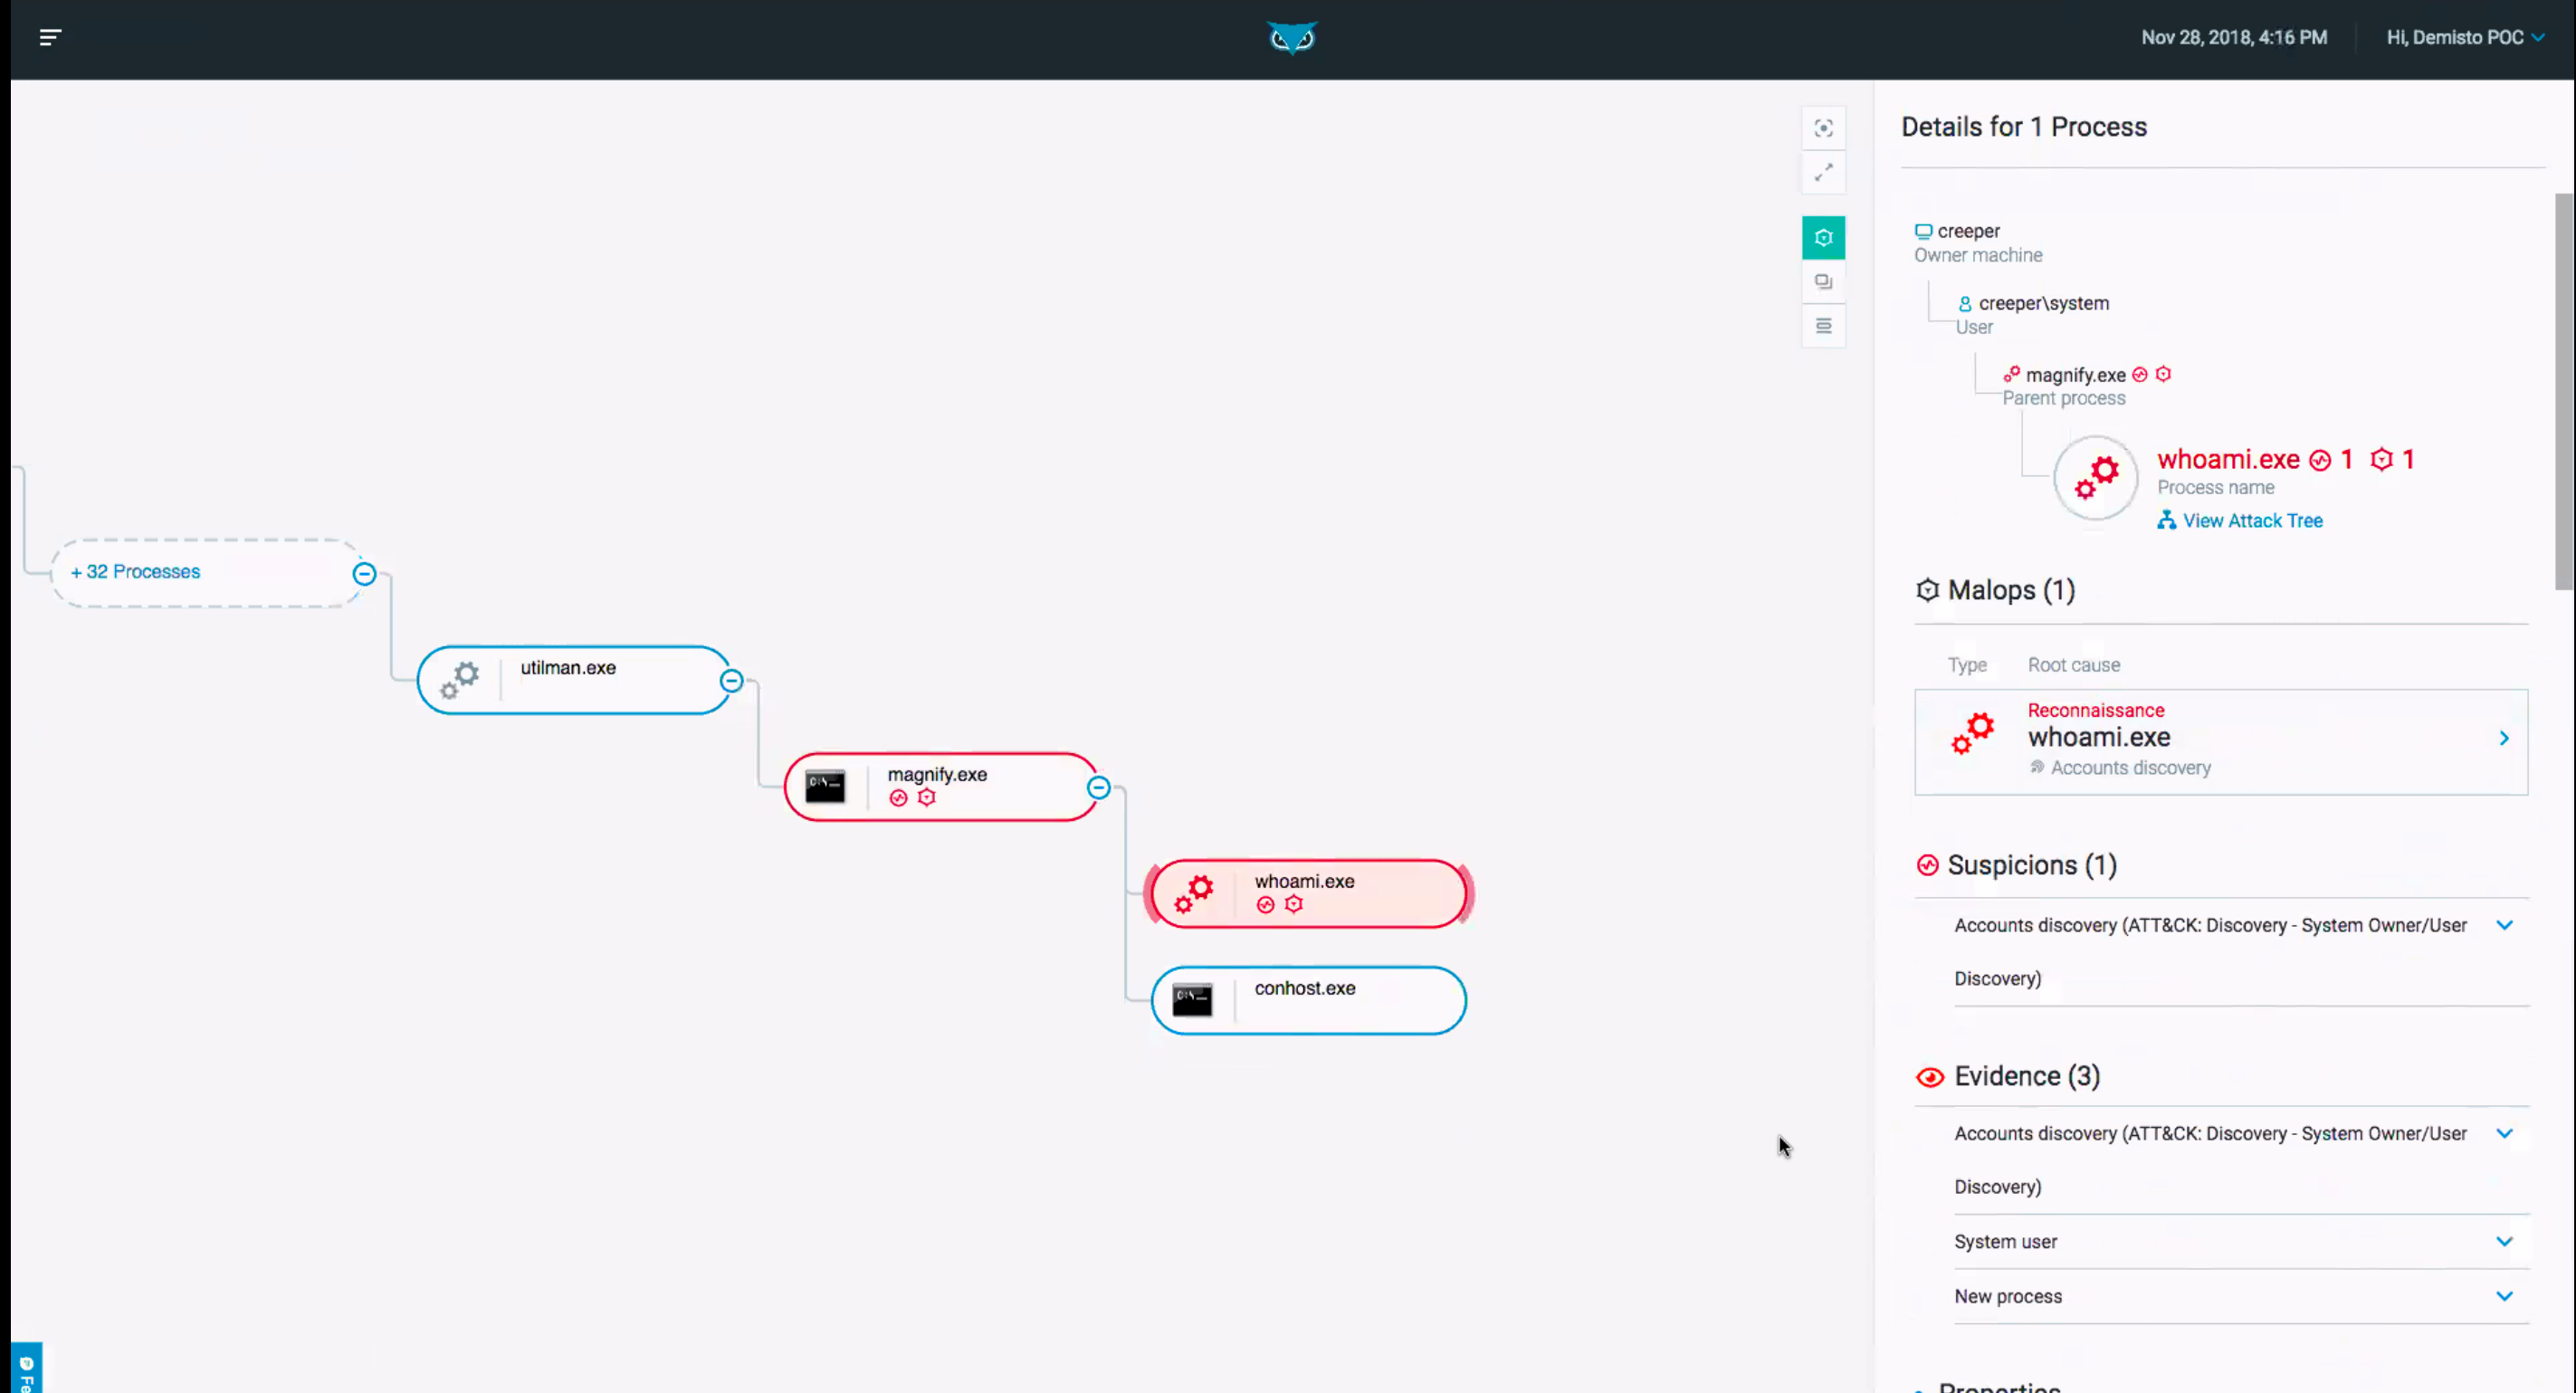 Nov 28, 2018, 4:16 PM
Hi, Demisto POC
+ 32 Processes
utilman.exe
C:\_
magnify.exe
whoami.exe
C:\_
conhost.exe
Details for 1 Process
creeper
Owner machine
creeper\system
User
magnify.exe
Parent process
whoami.exe 1 1
Process name
View Attack Tree
Malops (1)
Type Root cause
Reconnaissance
whoami.exe
Accounts discovery
Suspicions (1)
Accounts discovery (ATT&CK: Discovery - System Owner/User
Discovery)
Evidence (3)
Accounts discovery (ATT&CK: Discovery - System Owner/User
Discovery)
System user
New process
Properties